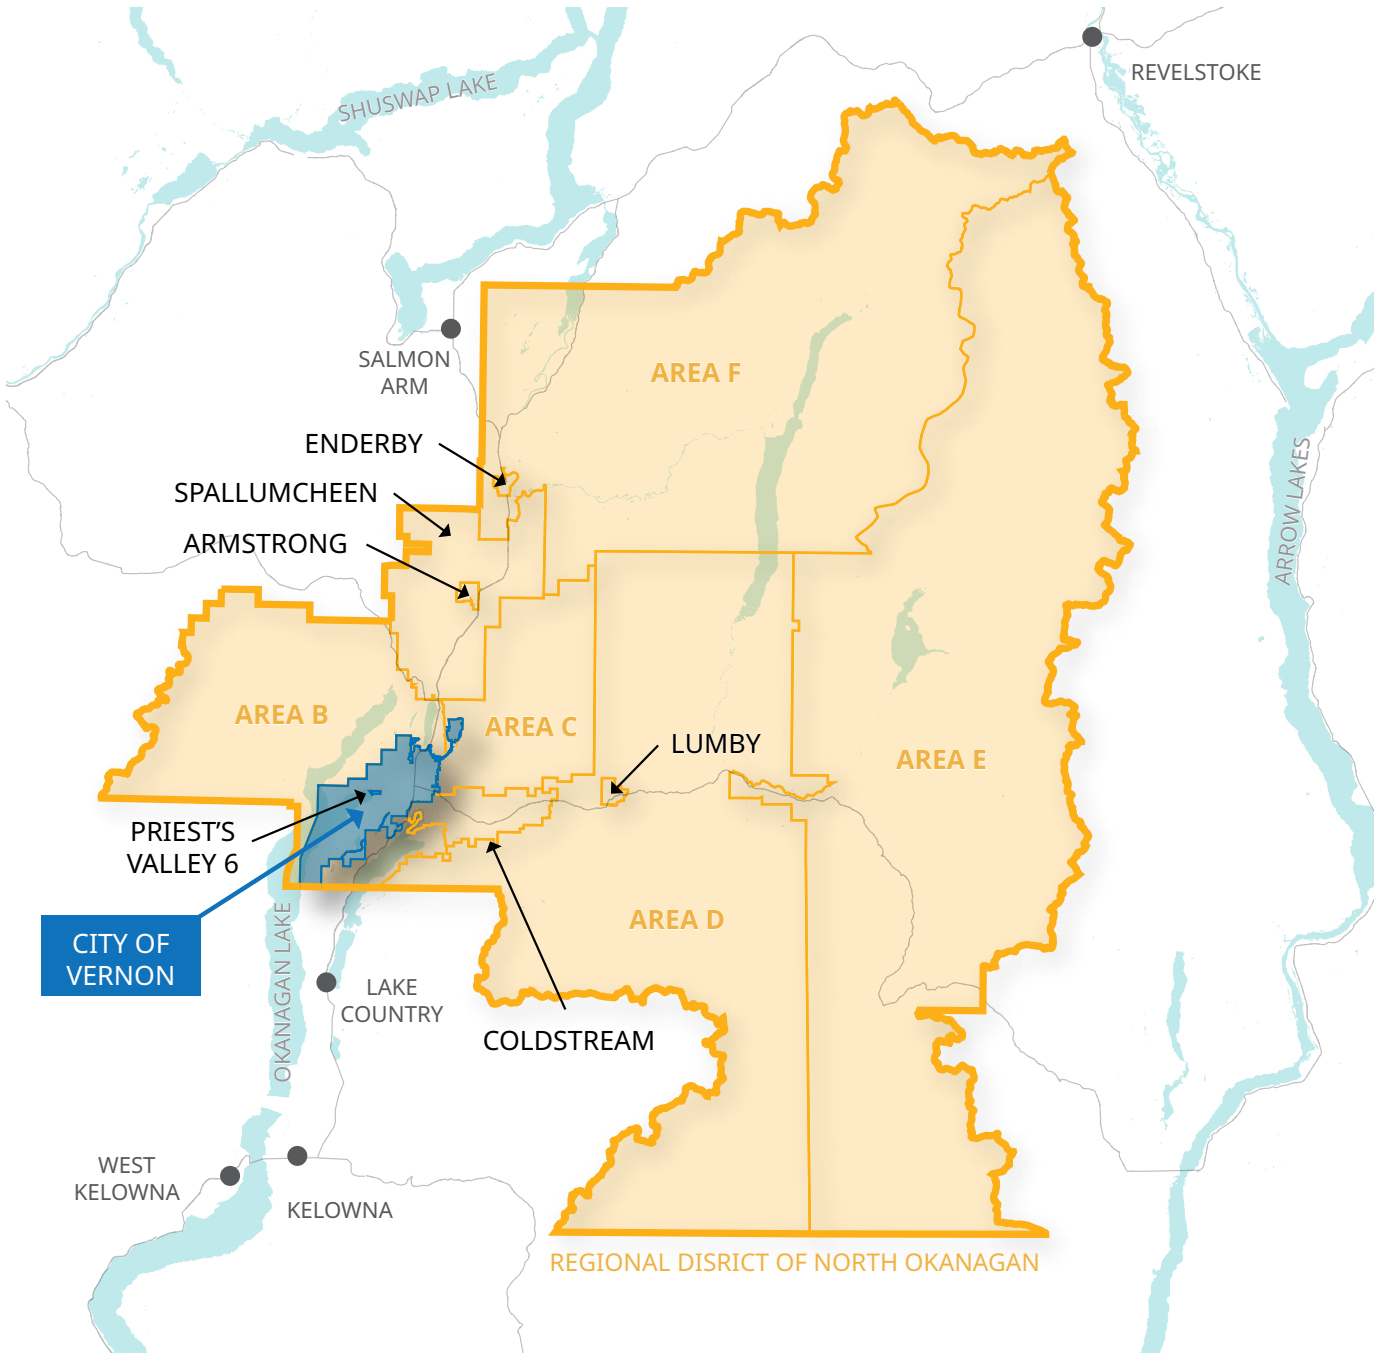 REVELSTOKE
SHUSWAP LAKE
SALMON
ARM
AREA F
ENDERBY
SPALLUMCHEEN
ARMSTRONG
ARROW LAKES
AREA B
AREA C
LUMBY
AREA E
PRIEST'S
VALLEY 6
CITY OF
VERNON
AREA D
OKANAGAN LAKE
LAKE
COUNTRY
COLDSTREAM
WEST
KELOWNA
KELOWNA
REGIONAL DISRICT OF NORTH OKANAGAN